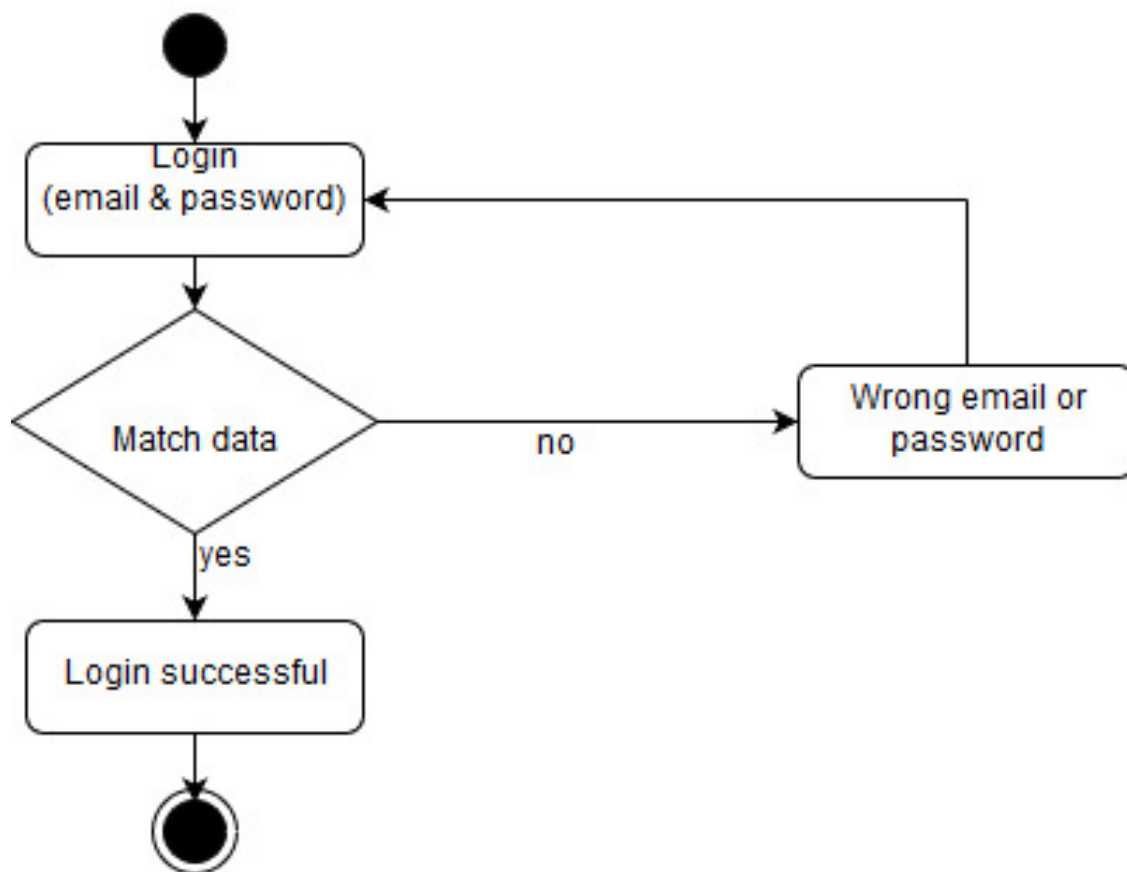 Login
(email & password)
Match data
no
Wrong email or
password
yes
Login successful